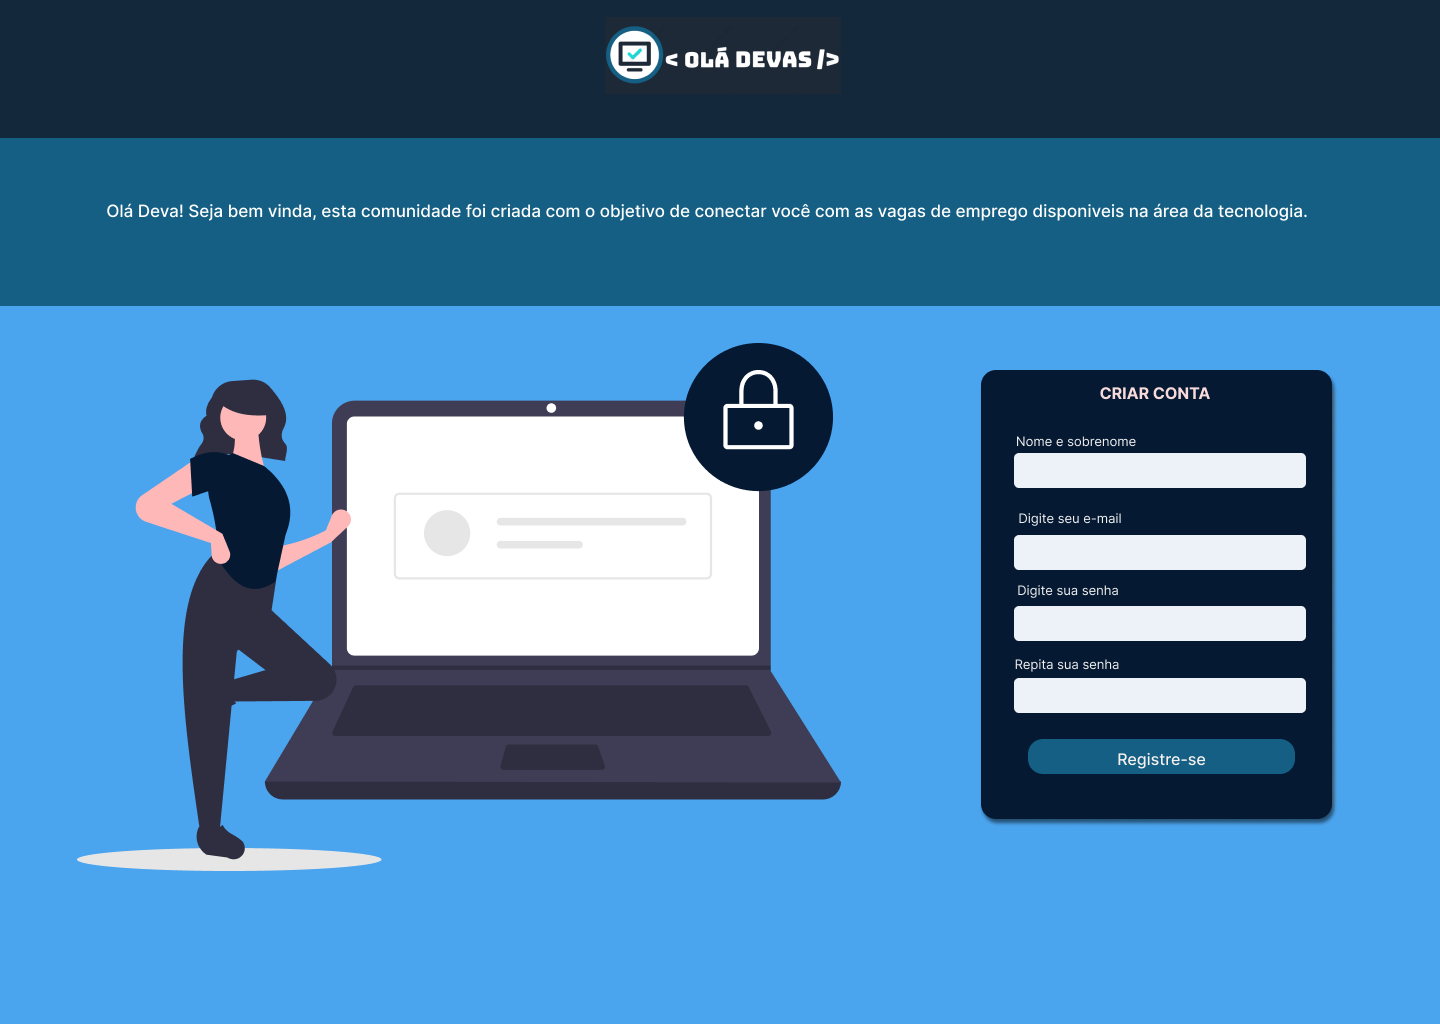 < OLÁ DEVAS />
Olá Deva! Seja bem vinda, esta comunidade foi criada com o objetivo de conectar você com as vagas de emprego disponiveis na área da tecnologia.
CRIAR CONTA
Nome e sobrenome
Digite seu e-mail
Digite sua senha
Repita sua senha
Registre-se